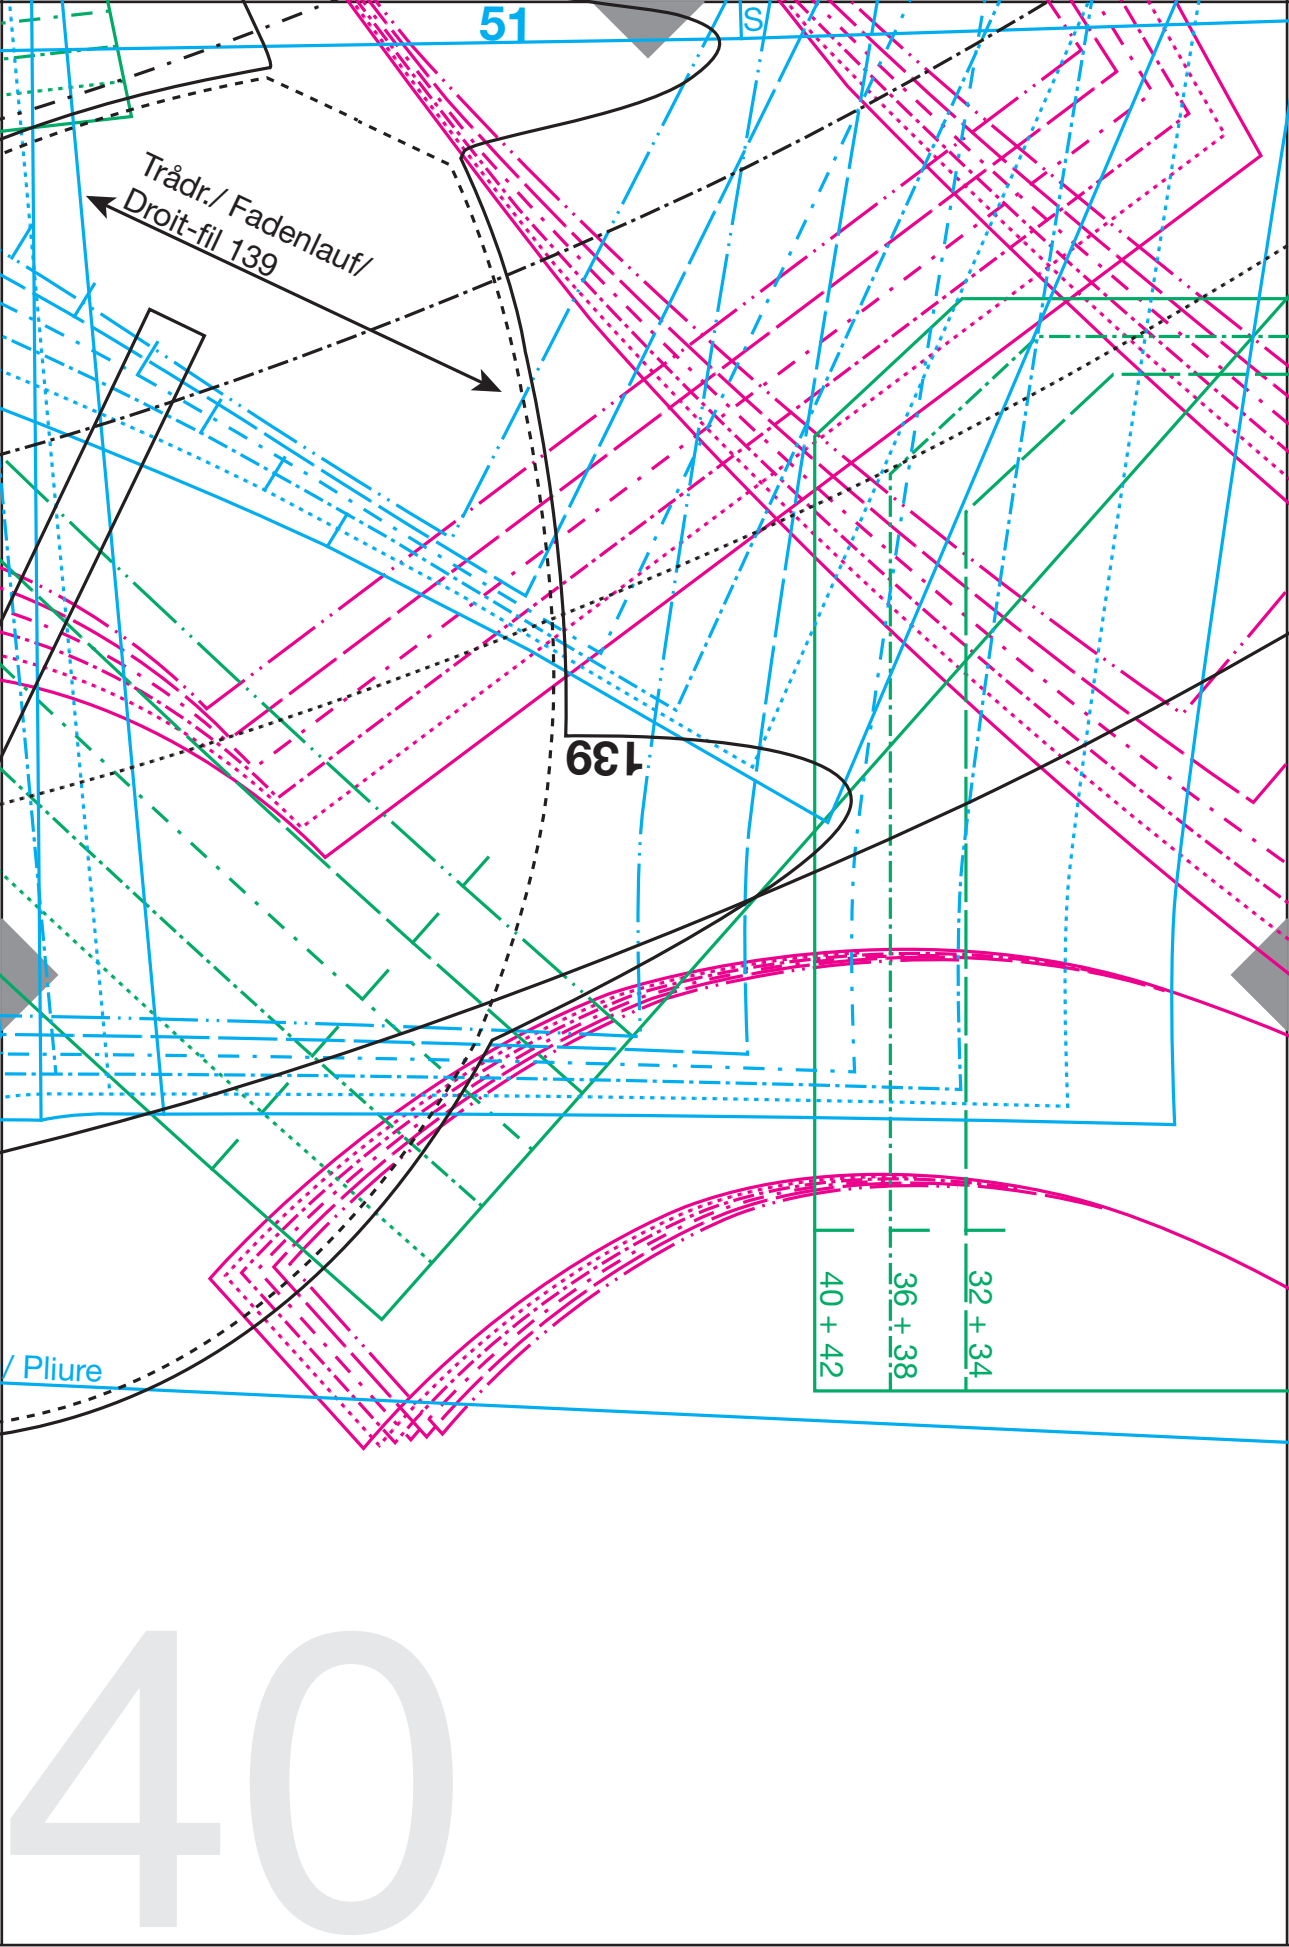 51
S
Trådr./ Fadenlauf/
Droit-fil 139
139
40 + 42
36 + 38
32 + 34
/ Pliure
40